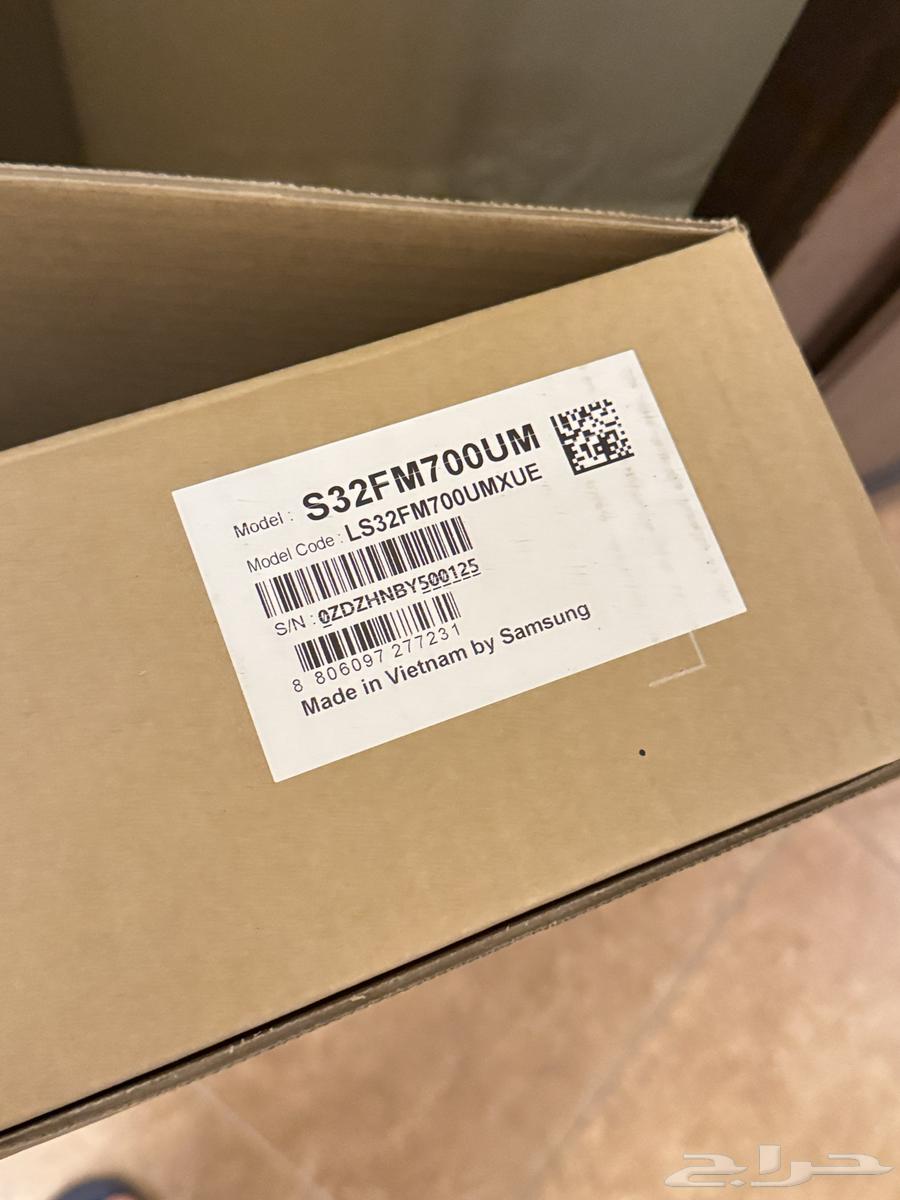 Model : S32FM700UM
Model Code : LS32FM700UMXUE
S/N : 0ZDZHNBY500125
8 806097 277231
Made in Vietnam by Samsung
حراج